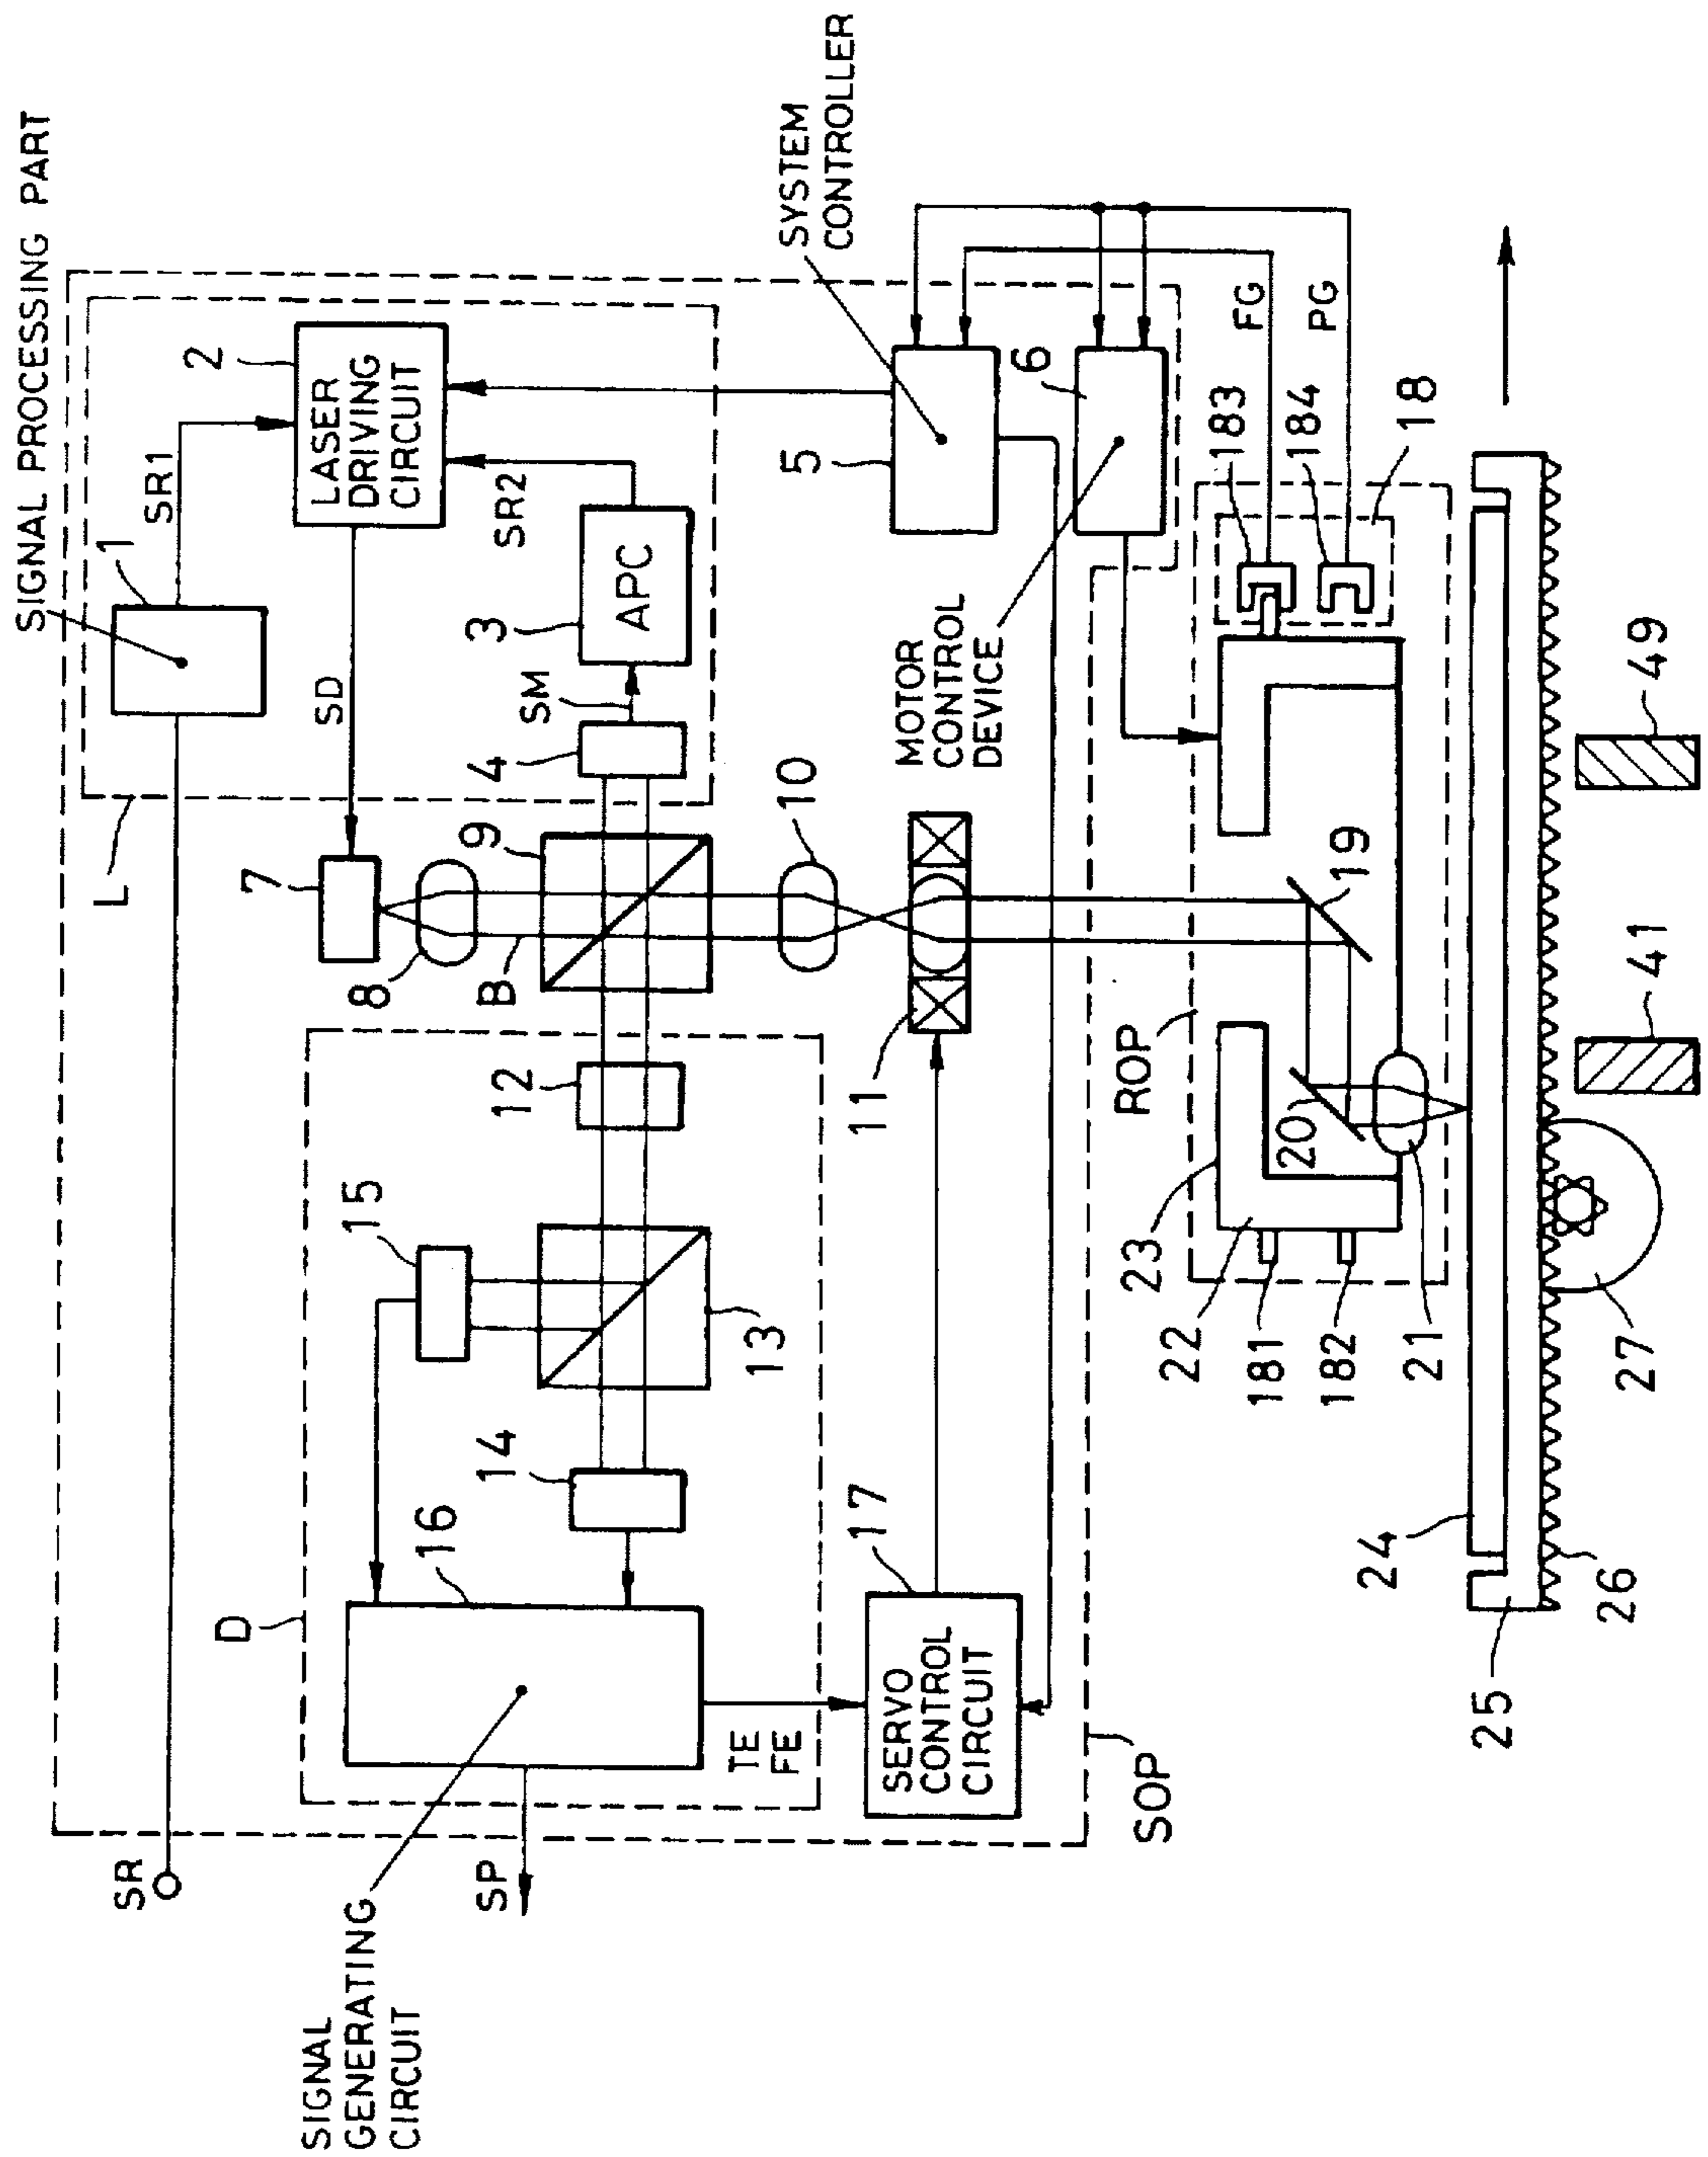 SIGNAL PROCESSING PART
1
SR1
2
LASER
DRIVING
CIRCUIT
SD
SR2
3
APC
SM
4
L
7
8
9
B
10
11
SYSTEM
CONTROLLER
5
6
MOTOR
CONTROL
DEVICE
D
12
13
14
15
16
TE
FE
17
SERVO
CONTROL
CIRCUIT
SR
SP
SIGNAL
GENERATING
CIRCUIT
SOP
ROP
FG
PG
183
184
18
19
20
21
22
23
181
182
24
25
26
27
41
49